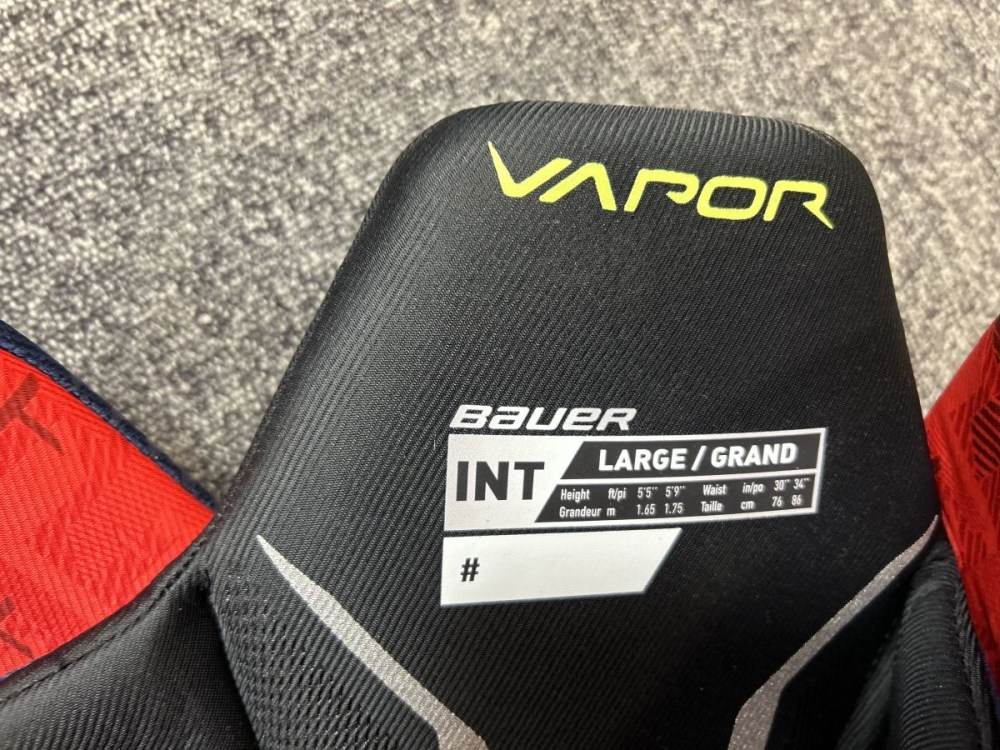 VAPOR
BAUER
INT LARGE / GRAND
Height ft/pi 5'5" 5'9" Waist in/po 30" 34"
Grandeur m 1.65 1.75 Taille cm 76 86
#